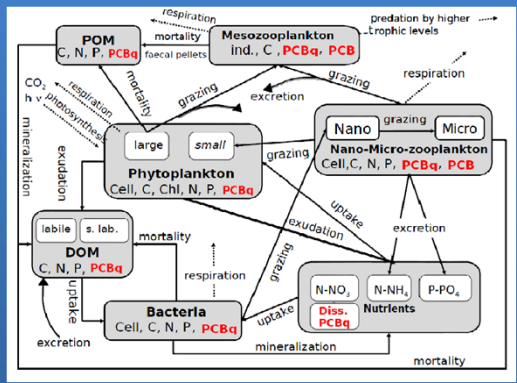 respiration
predation by higher
trophic levels
POM
C, N, P, PCBq
mortality
faecal pellets
Mesozooplankton
ind., C ,PCBq, PCB
respiration
CO2
h ν
respiration
photosynthesis
mortality
grazing
excretion
mineralization
exudation
large
small
Phytoplankton
Cell, C, Chl, N, P, PCBq
grazing
Nano
grazing
Micro
Nano-Micro-zooplankton
Cell,C, N, P, PCBq, PCB
labile
s. lab.
DOM
C, N, P, PCBq
mortality
respiration
grazing
exudation
uptake
excretion
uptake
excretion
Bacteria
Cell, C, N, P, PCBq
uptake
N-NO3
N-NH4
P-PO4
Diss.
PCBq
Nutrients
mineralization
mortality